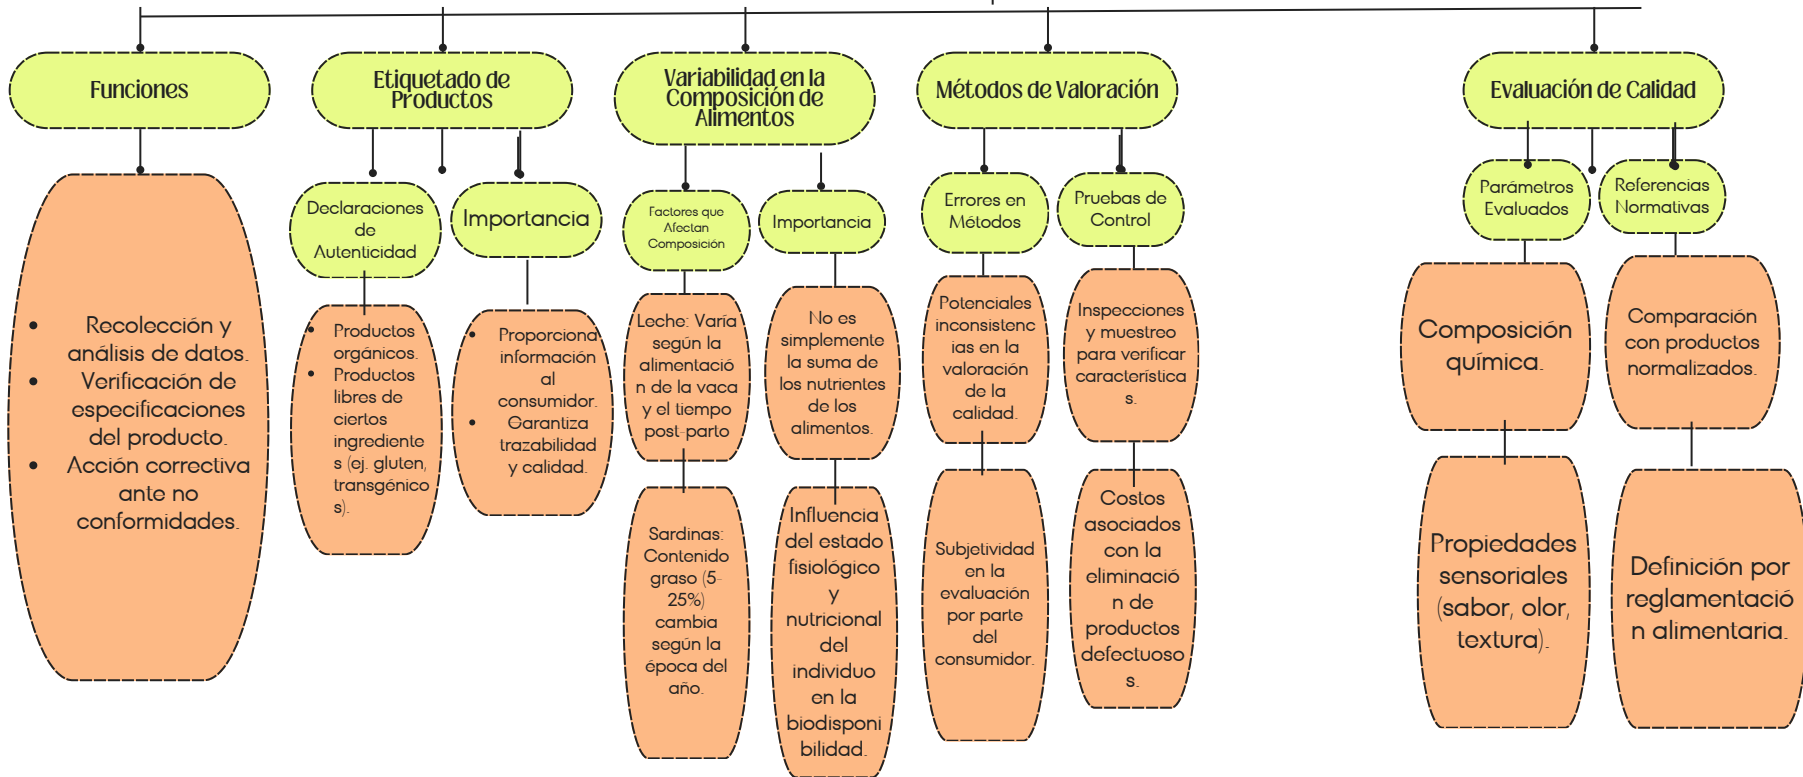 Funciones
• Recolección y
análisis de datos.
• Verificación de
especificaciones
del producto.
• Acción correctiva
ante no
conformidades.
Etiquetado de
Productos
Declaraciones
de
Autenticidad
• Productos
orgánicos.
• Productos
libres de
ciertos
ingrediente
s (ej. gluten,
transgénico
s).
Importancia
• Proporciona
información
al
consumidor.
• Garantiza
trazabilidad
y calidad.
Variabilidad en la
Composición de
Alimentos
Factores que
Afectan
Composición
Leche: Varía
según la
alimentació
n de la vaca
y el tiempo
post-parto
Sardinas:
Contenido
graso (5-
25%)
cambia
según la
época del
año.
Importancia
No es
simplemente
la suma de
los nutrientes
de los
alimentos.
Influencia
del estado
fisiológico
y
nutricional
del
individuo
en la
biodisponi
bilidad.
Métodos de Valoración
Errores en
Métodos
Potenciales
inconsistenc
ias en la
valoración
de la
calidad.
Subjetividad
en la
evaluación
por parte
del
consumidor.
Pruebas de
Control
Inspecciones
y muestreo
para verificar
característica
s.
Costos
asociados
con la
eliminació
n de
productos
defectuoso
s.
Evaluación de Calidad
Parámetros
Evaluados
Composición
química.
Propiedades
sensoriales
(sabor, olor,
textura).
Referencias
Normativas
Comparación
con productos
normalizados.
Definición por
reglamentació
n alimentaria.